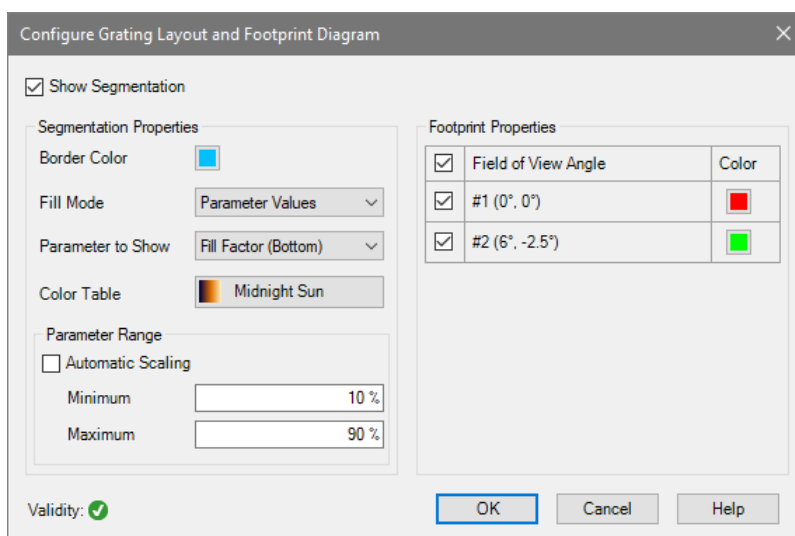 Configure Grating Layout and Footprint Diagram
Show Segmentation
Segmentation Properties
Border Color
Fill Mode
Parameter Values
Parameter to Show
Fill Factor (Bottom)
Color Table
Midnight Sun
Parameter Range
Automatic Scaling
Minimum
10 %
Maximum
90 %
Footprint Properties
Field of View Angle
Color
#1 (0°, 0°)
#2 (6°, -2.5°)
Validity:
OK
Cancel
Help